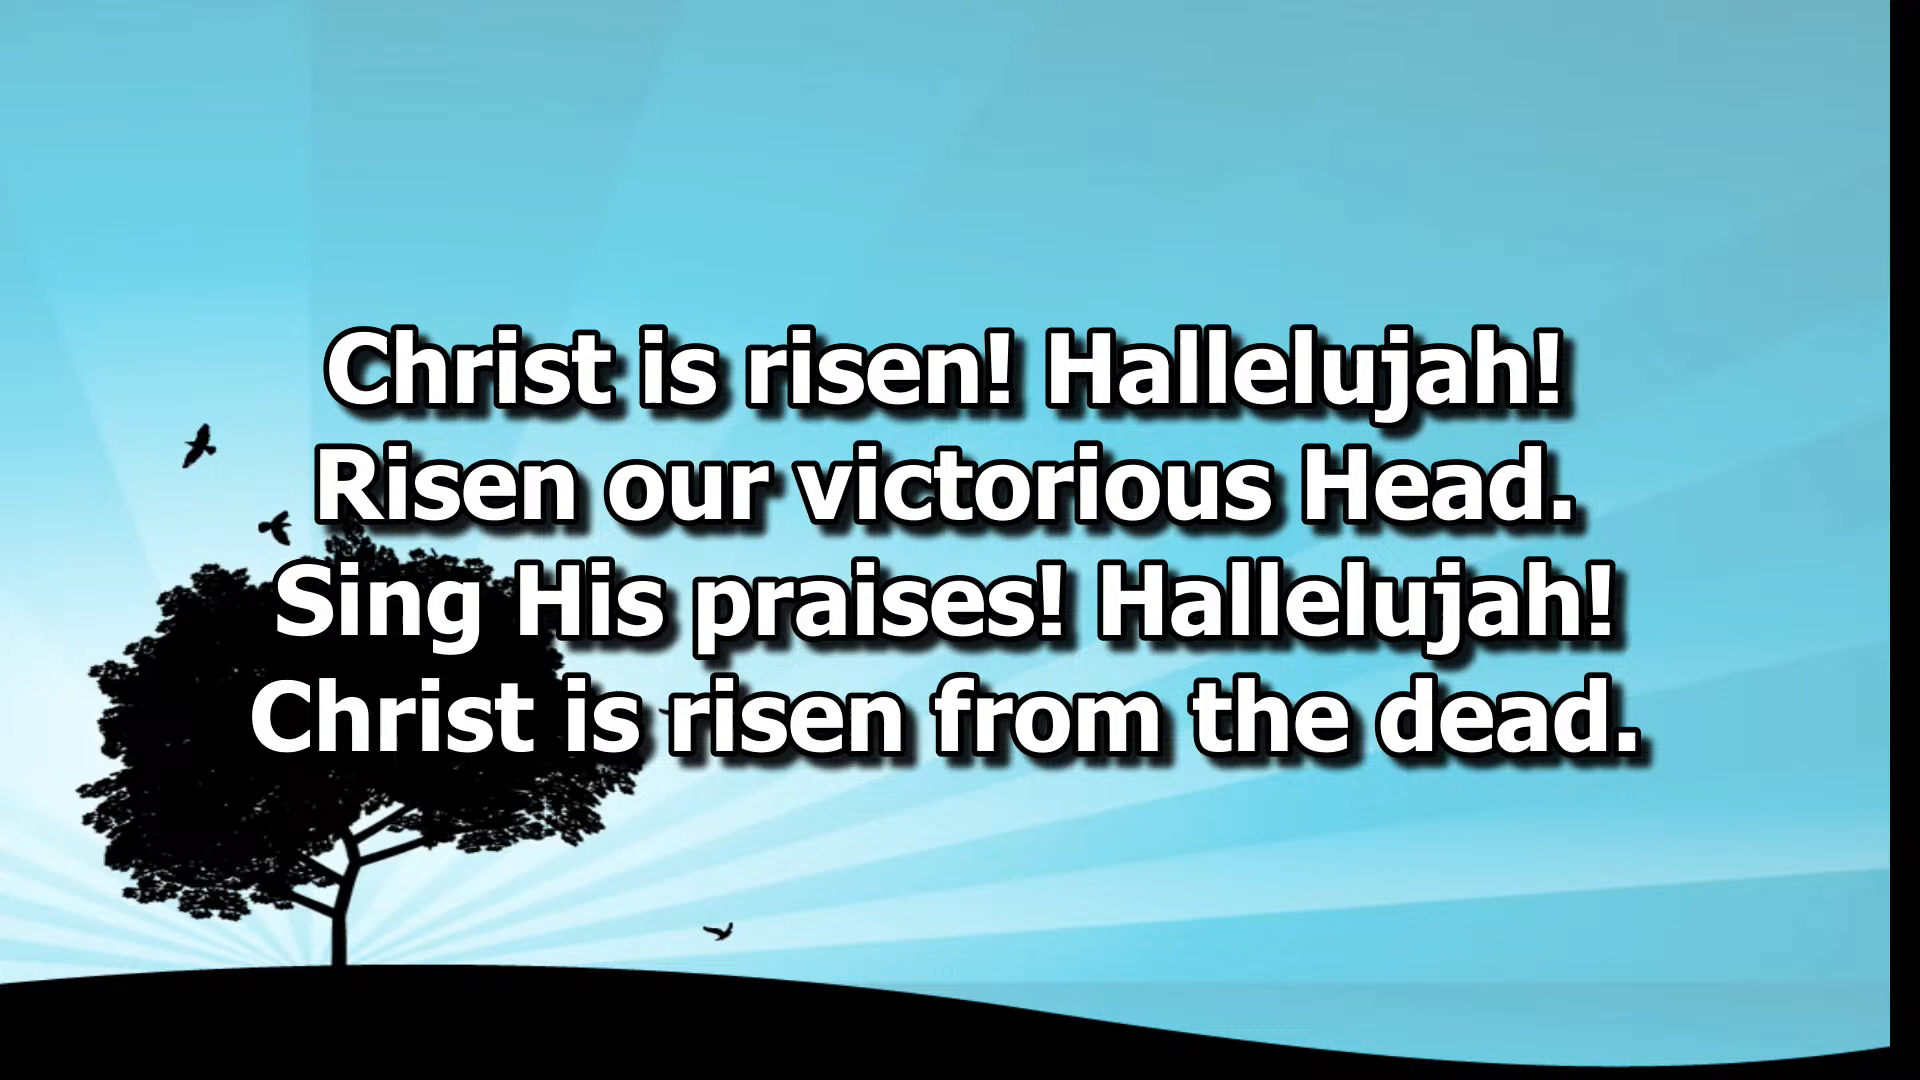 Christ is risen! Hallelujah!
Risen our victorious Head.
Sing His praises! Hallelujah!
Christ is risen from the dead.